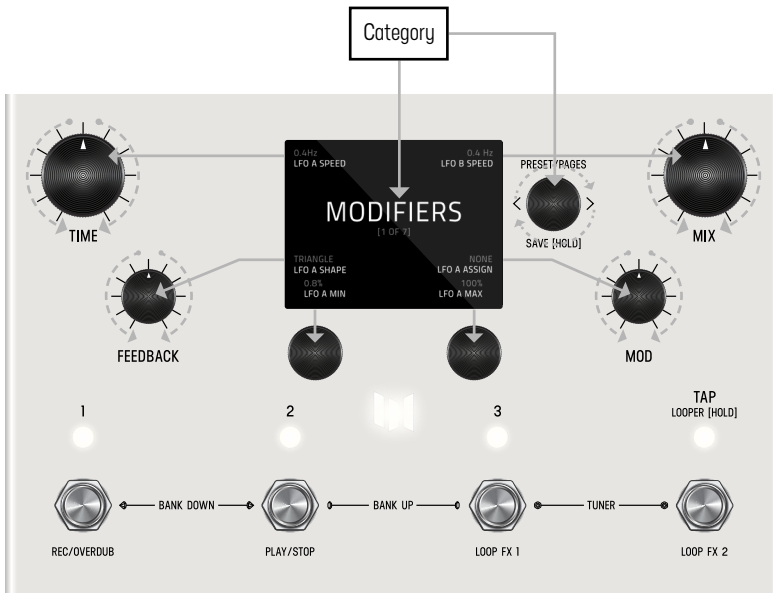 Category
0.4Hz
LFO A SPEED
0.4 Hz
LFO B SPEED
PRESET/PAGES
MODIFIERS
[1 OF 7]
SAVE [HOLD]
TIME
MIX
TRIANGLE
LFO A SHAPE
NONE
LFO A ASSIGN
0.8%
LFO A MIN
100%
LFO A MAX
FEEDBACK
MOD
1
2
3
TAP
LOOPER [HOLD]
BANK DOWN
BANK UP
TUNER
REC/OVERDUB
PLAY/STOP
LOOP FX 1
LOOP FX 2